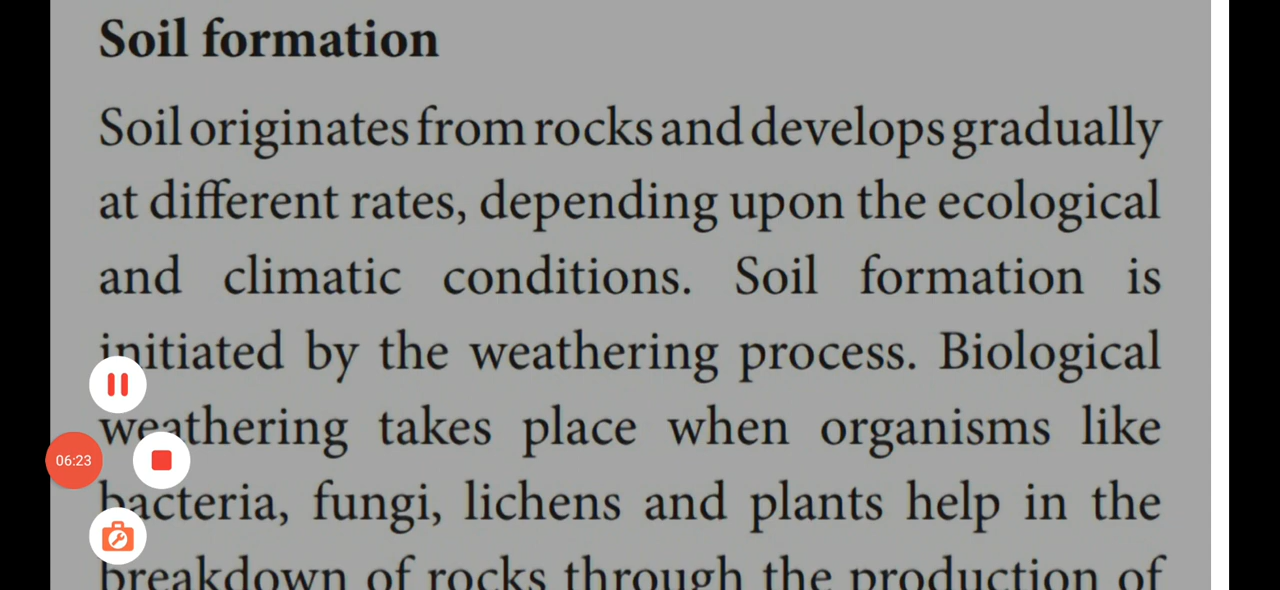 Soil formation
Soil originates from rocks and develops gradually
at different rates, depending upon the ecological
and climatic conditions. Soil formation is
initiated by the weathering process. Biological
weathering takes place when organisms like
06:23
bacteria, fungi, lichens and plants help in the
breakdown of rocks through the production of